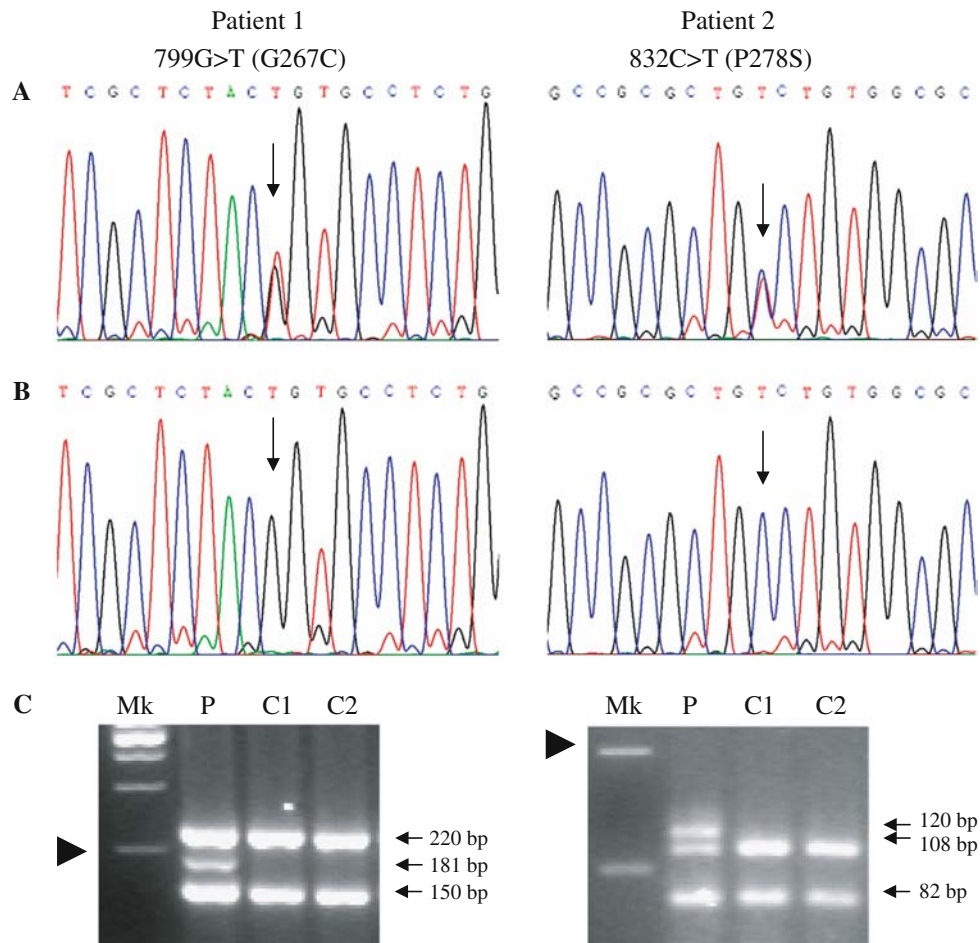 Patient 1
799G>T (G267C)
Patient 2
832C>T (P278S)
A
T C G C T C T A C T G T G C C T C T G
G C C G C G C T G T C T G T G G C G C
B
T C G C T C T A C T G T G C C T C T G
G C C G C G C T G T C T G T G G C G C
C
Mk P C1 C2
220 bp
181 bp
150 bp
Mk P C1 C2
120 bp
108 bp
82 bp